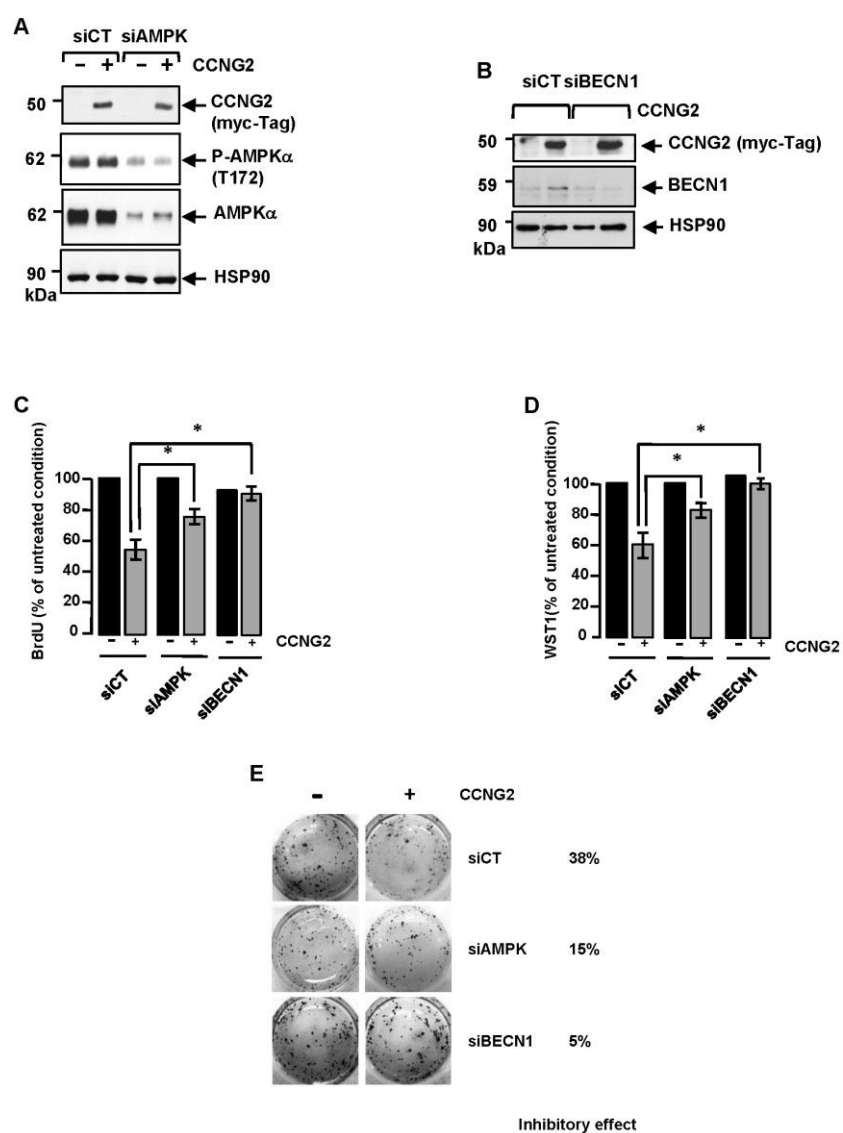 A
siCT siAMPK
– + – + CCNG2
50 CCNG2
(myc-Tag)
62 P-AMPKα
(T172)
62 AMPKα
90 HSP90
kDa
B
siCT siBECN1
CCNG2
50 CCNG2 (myc-Tag)
59 BECN1
90 HSP90
kDa
C
BrdU (% of untreated condition)
* *
100
80
60
40
20
0
- + - + - + CCNG2
siCT siAMPK siBECN1
D
WST1(% of untreated condition)
* *
100
80
60
40
20
0
- + - + - + CCNG2
siCT siAMPK siBECN1
E
- + CCNG2
siCT 38%
siAMPK 15%
siBECN1 5%
Inhibitory effect